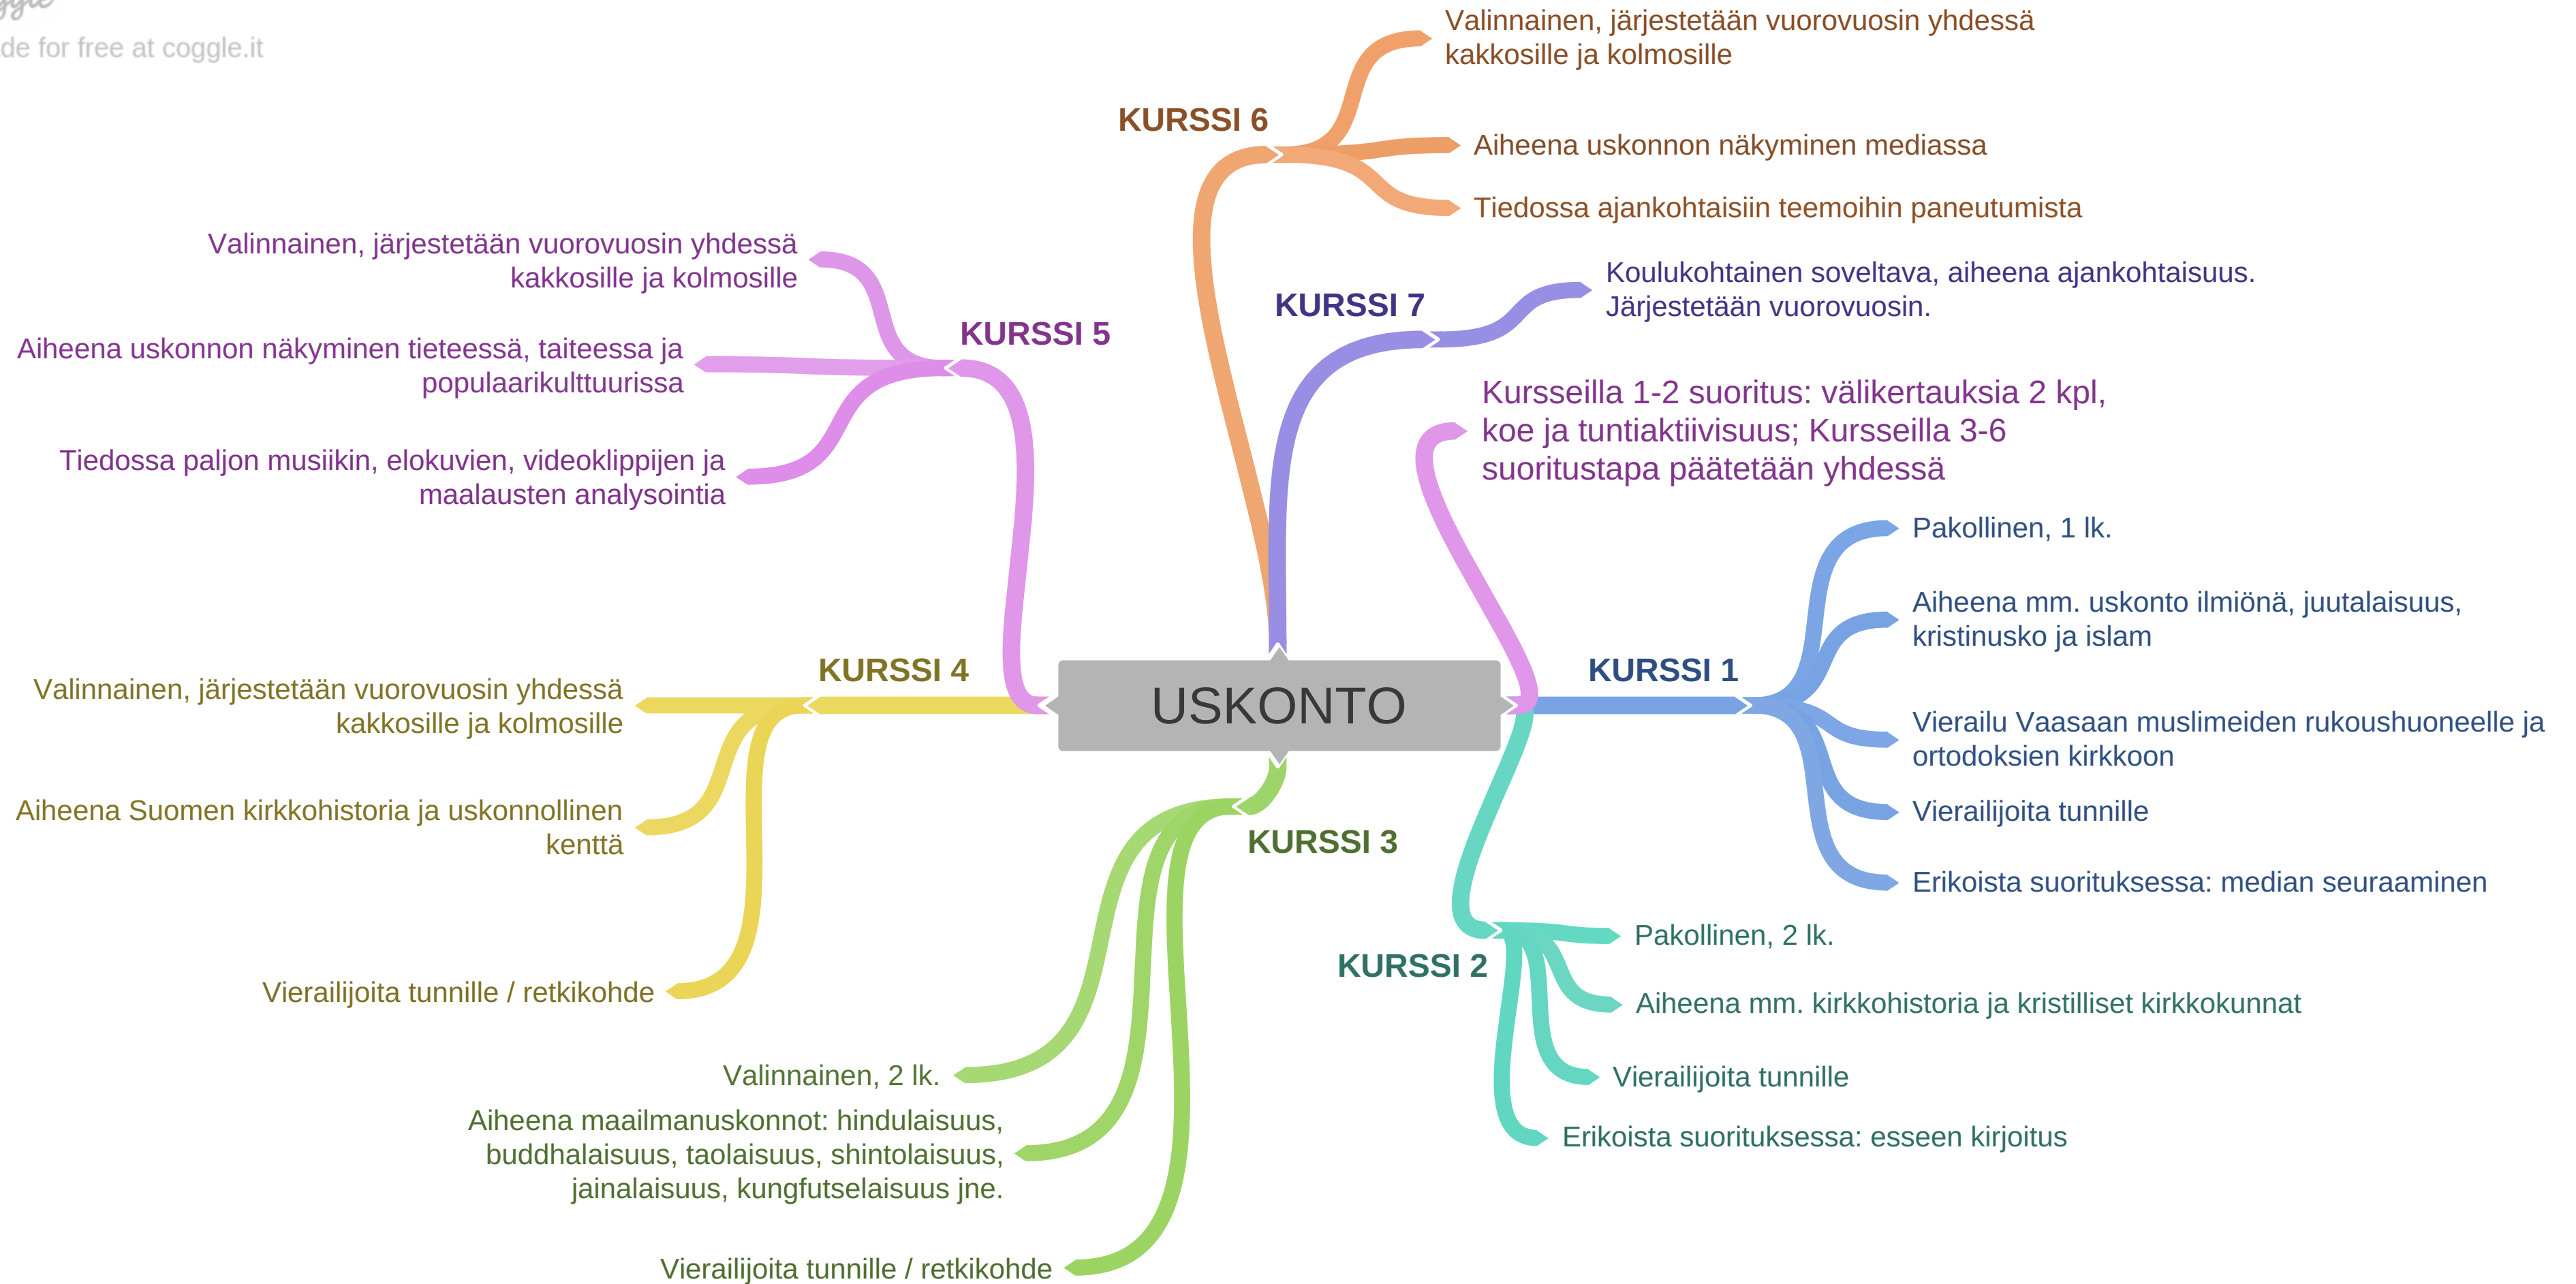 de for free at coggle.it
Valinnainen, järjestetään vuorovuosin yhdessä
kakkosille ja kolmosille
KURSSI 6
Aiheena uskonnon näkyminen mediassa
Tiedossa ajankohtaisiin teemoihin paneutumista
Koulukohtainen soveltava, aiheena ajankohtaisuus.
Järjestetään vuorovuosin.
KURSSI 7
Valinnainen, järjestetään vuorovuosin yhdessä
kakkosille ja kolmosille
KURSSI 5
Aiheena uskonnon näkyminen tieteessä, taiteessa ja
populaarikulttuurissa
Tiedossa paljon musiikin, elokuvien, videoklippijen ja
maalausten analysointia
Kursseilla 1-2 suoritus: välikertauksia 2 kpl,
koe ja tuntiaktiivisuus; Kursseilla 3-6
suoritustapa päätetään yhdessä
USKONTO
KURSSI 1
Pakollinen, 1 lk.
Aiheena mm. uskonto ilmiönä, juutalaisuus,
kristinusko ja islam
Vierailu Vaasaan muslimeiden rukoushuoneelle ja
ortodoksien kirkkoon
Vierailijoita tunnille
Erikoista suorituksessa: median seuraaminen
KURSSI 4
Valinnainen, järjestetään vuorovuosin yhdessä
kakkosille ja kolmosille
Aiheena Suomen kirkkohistoria ja uskonnollinen
kenttä
Vierailijoita tunnille / retkikohde
KURSSI 3
Valinnainen, 2 lk.
Aiheena maailmanuskonnot: hindulaisuus,
buddhalaisuus, taolaisuus, shintolaisuus,
jainalaisuus, kungfutselaisuus jne.
Vierailijoita tunnille / retkikohde
KURSSI 2
Pakollinen, 2 lk.
Aiheena mm. kirkkohistoria ja kristilliset kirkkokunnat
Vierailijoita tunnille
Erikoista suorituksessa: esseen kirjoitus